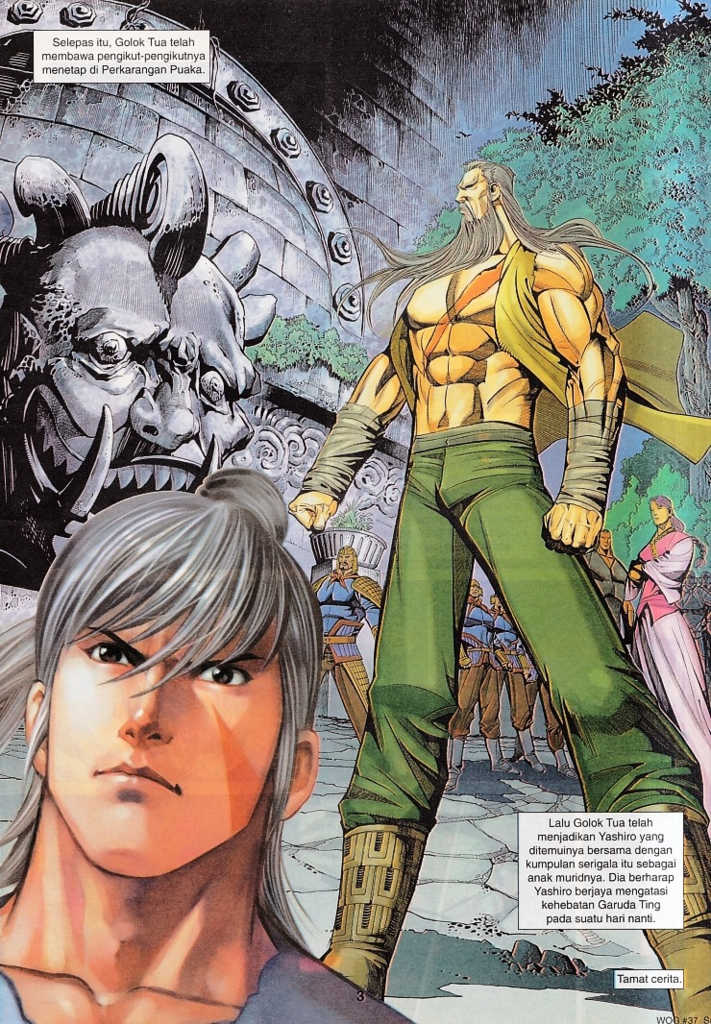 Selepas itu, Golok Tua telah
membawa pengikut-pengikutnya
menetap di Perkarangan Puaka.
Lalu Golok Tua telah
menjadikan Yashiro yang
ditemuinya bersama dengan
kumpulan serigala itu sebagai
anak muridnya. Dia berharap
Yashiro berjaya mengatasi
kehebatan Garuda Ting
pada suatu hari nanti.
Tamat cerita.
3
WOG #37